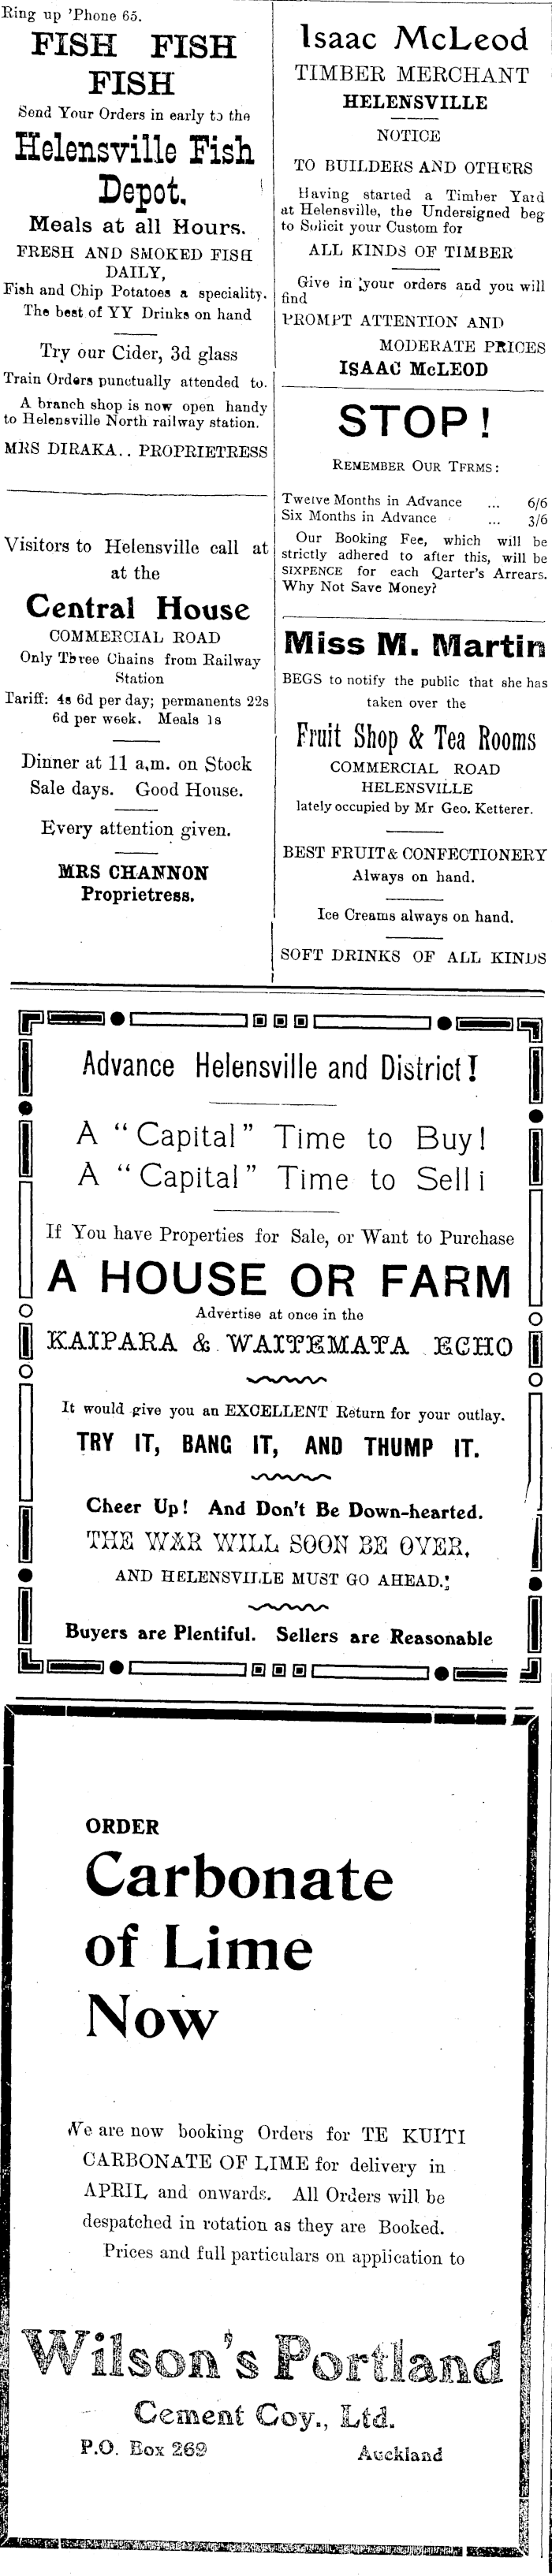 Ring up 'Phone 65.
FISH FISH
FISH
Send Your Orders in early to the
Helensville Fish
Depot.
Meals at all Hours.
FRESH AND SMOKED FISH
DAILY,
Fish and Chip Potatoes a speciality.
The best of YY Drinks on hand
Try our Cider, 3d glass
Train Orders punctually attended to.
A branch shop is now open handy
to Helensville North railway station.
MRS DIRAKA.. PROPRIETRESS
Visitors to Helensville call at
at the
Central House
COMMERCIAL ROAD
Only Three Chains from Railway
Station
Tariff: 4s 6d per day; permanents 22s
6d per week. Meals 1s
Dinner at 11 a,m. on Stock
Sale days. Good House.
Every attention given.
MRS CHANNON
Proprietress.
Isaac McLeod
TIMBER MERCHANT
HELENSVILLE
NOTICE
TO BUILDERS AND OTHERS
Having started a Timber Yard
at Helensville, the Undersigned beg
to Solicit your Custom for
ALL KINDS OF TIMBER
Give in your orders and you will
find
PROMPT ATTENTION AND
MODERATE PRICES
ISAAC McLEOD
STOP!
REMEMBER OUR TFRMS:
Twelve Months in Advance ... 6/6
Six Months in Advance ... 3/6
Our Booking Fee, which will be
strictly adhered to after this, will be
SIXPENCE for each Qarter's Arrears.
Why Not Save Money?
Miss M. Martin
BEGS to notify the public that she has
taken over the
Fruit Shop & Tea Rooms
COMMERCIAL ROAD
HELENSVILLE
lately occupied by Mr Geo. Ketterer.
BEST FRUIT & CONFECTIONERY
Always on hand.
Ice Creams always on hand.
SOFT DRINKS OF ALL KINDS
Advance Helensville and District!
A "Capital" Time to Buy!
A "Capital" Time to Sell i
If You have Properties for Sale, or Want to Purchase
A HOUSE OR FARM
Advertise at once in the
KAIPARA & WAITEMATA ECHO
It would give you an EXCELLENT Return for your outlay.
TRY IT, BANG IT, AND THUMP IT.
Cheer Up! And Don't Be Down-hearted.
THE WAR WILL SOON BE OVER,
AND HELENSVILLE MUST GO AHEAD.!
Buyers are Plentiful. Sellers are Reasonable
ORDER
Carbonate
of Lime
Now
We are now booking Orders for TE KUITI
CARBONATE OF LIME for delivery in
APRIL and onwards. All Orders will be
despatched in rotation as they are Booked.
Prices and full particulars on application to
Wilson's Portland
Cement Coy., Ltd.
P.O. Box 269 Auckland